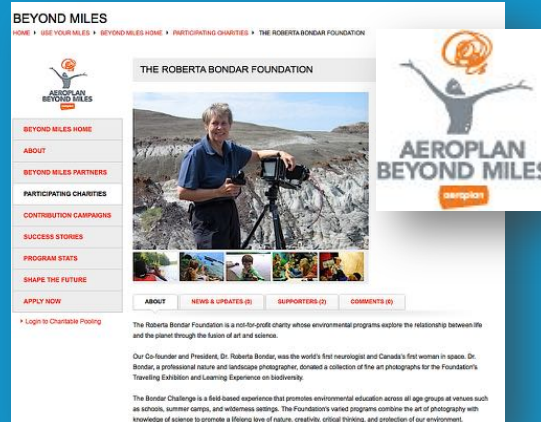 BEYOND MILES
HOME ▸ USE YOUR MILES ▸ BEYOND MILES HOME ▸ PARTICIPATING CHARITIES ▸ THE ROBERTA BONDAR FOUNDATION
AEROPLAN
BEYOND MILES
aeroplan
THE ROBERTA BONDAR FOUNDATION
AEROPLAN
BEYOND MILES
aeroplan
BEYOND MILES HOME
ABOUT
BEYOND MILES PARTNERS
PARTICIPATING CHARITIES
CONTRIBUTION CAMPAIGNS
SUCCESS STORIES
PROGRAM STATS
SHAPE THE FUTURE
APPLY NOW
▸ Login to Charitable Pooling
ABOUT NEWS & UPDATES (0) SUPPORTERS (2) COMMENTS (0)
The Roberta Bondar Foundation is a not-for-profit charity whose environmental programs explore the relationship between life
and the planet through the fusion of art and science.
Our Co-founder and President, Dr. Roberta Bondar, was the world's first neurologist and Canada's first woman in space. Dr.
Bondar, a professional nature and landscape photographer, donated a collection of fine art photographs for the Foundation's
Travelling Exhibition and Learning Experience on biodiversity.
The Bondar Challenge is a field-based experience that promotes environmental education across all age groups at venues such
as schools, summer camps, and wilderness settings. The Foundation's varied programs combine the art of photography with
knowledge of science to promote a lifelong love of nature, creativity, critical thinking, and protection of our environment.